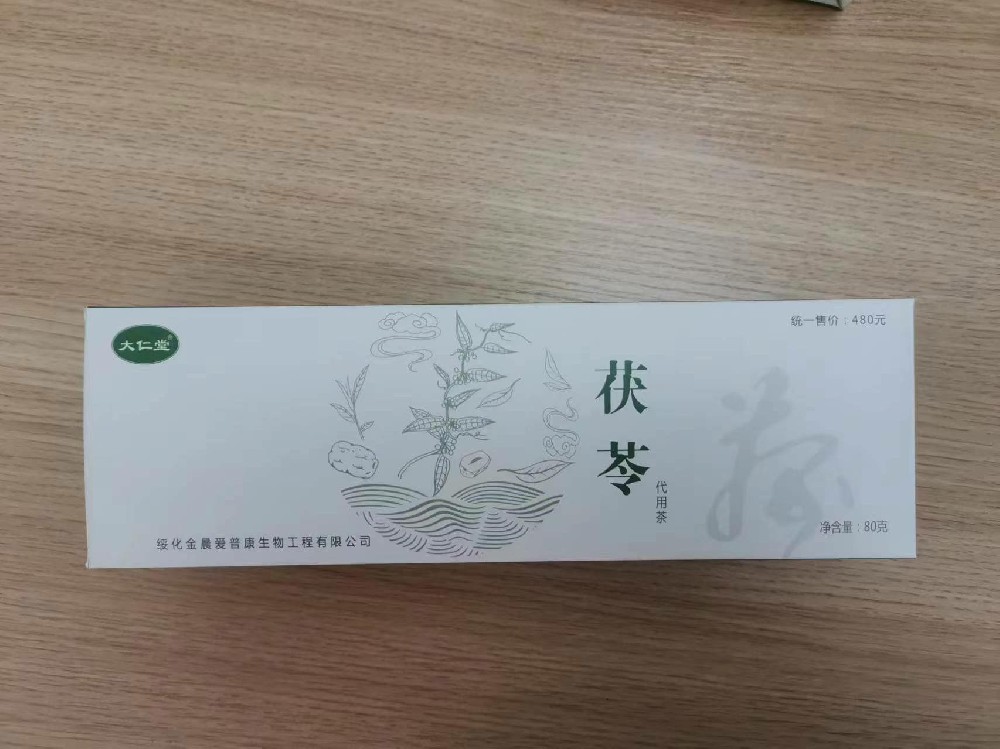 大仁堂®
统一售价：480元
茯苓
代用茶
净含量：80克
绥化金晨爱普康生物工程有限公司